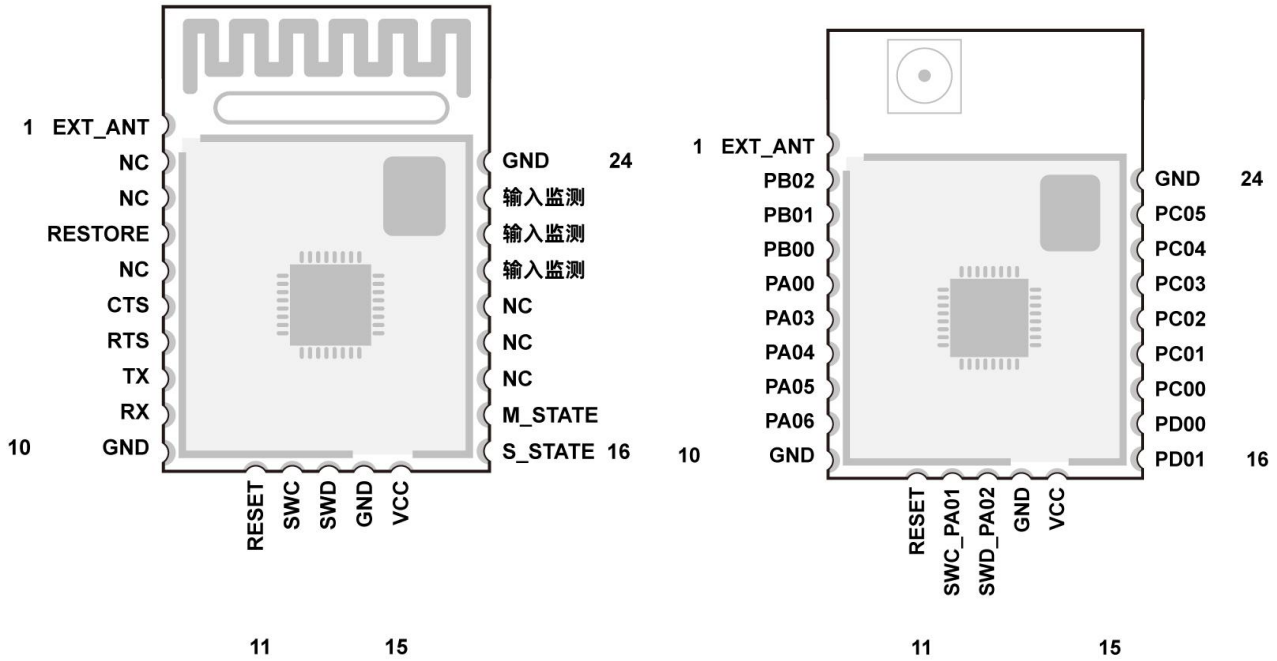 1 EXT_ANT
NC
NC
RESTORE
NC
CTS
RTS
TX
RX
10 GND
RESET
SWC
SWD
GND
VCC
11 15
GND 24
输入监测
输入监测
输入监测
NC
NC
NC
M_STATE
S_STATE 16
1 EXT_ANT
PB02
PB01
PB00
PA00
PA03
PA04
PA05
PA06
10 GND
RESET
SWC_PA01
SWD_PA02
GND
VCC
11 15
GND 24
PC05
PC04
PC03
PC02
PC01
PC00
PD00
PD01 16